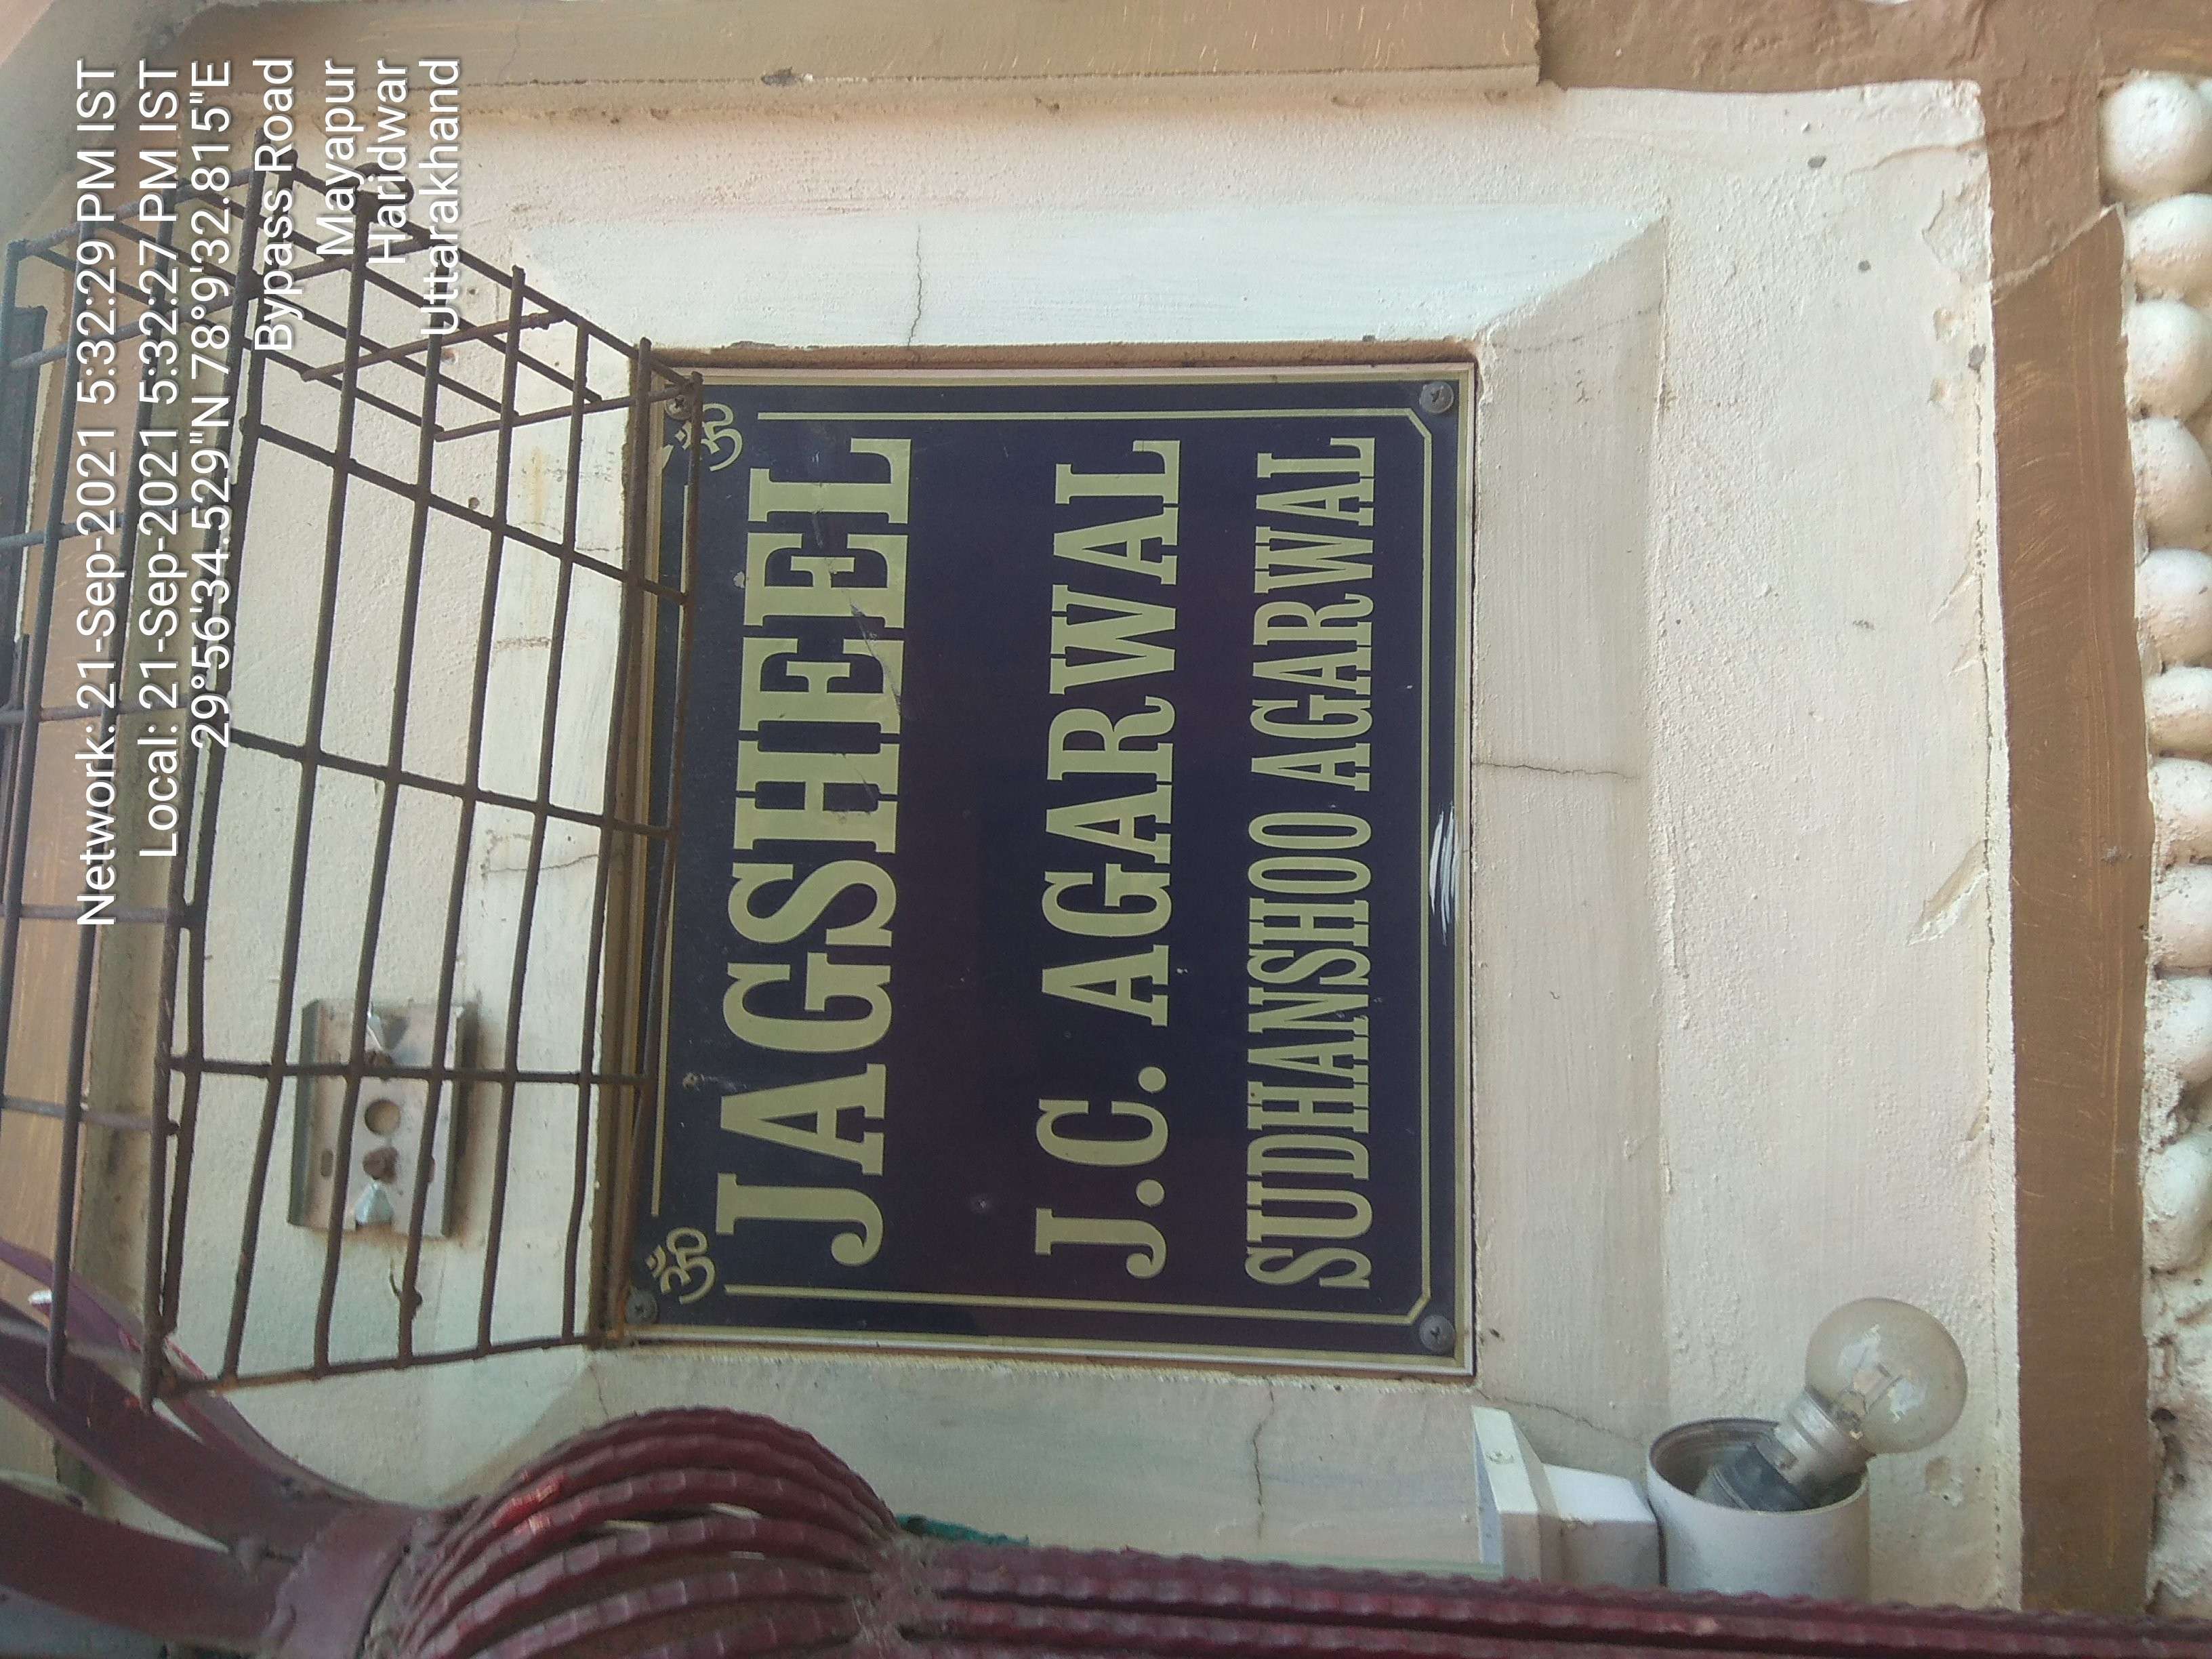 Network: 21-Sep-2021 5:32:29 PM IST
Local: 21-Sep-2021 5:32:27 PM IST
29°56'34.529"N 78°9'32.815"E
Bypass Road
Mayapur
Haridwar
Uttarakhand
ॐ ॐ
JAGSHEEL
J.C. AGARWAL
SUDHANSHOO AGARWAL